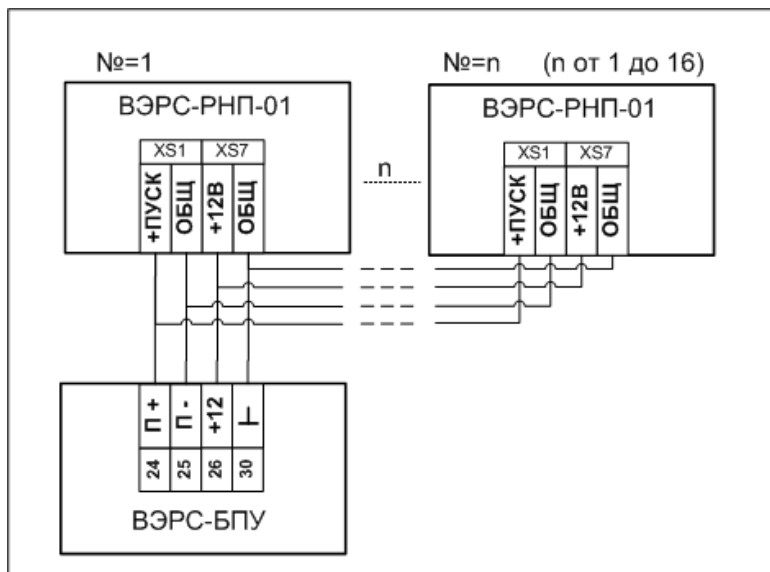 №=1
№=n (n от 1 до 16)
ВЭРС-РНП-01
XS1 XS7
+ПУСК
ОБЩ
+12В
ОБЩ
n
ВЭРС-РНП-01
XS1 XS7
+ПУСК
ОБЩ
+12В
ОБЩ
П +
П -
+12
24
25
26
30
ВЭРС-БПУ